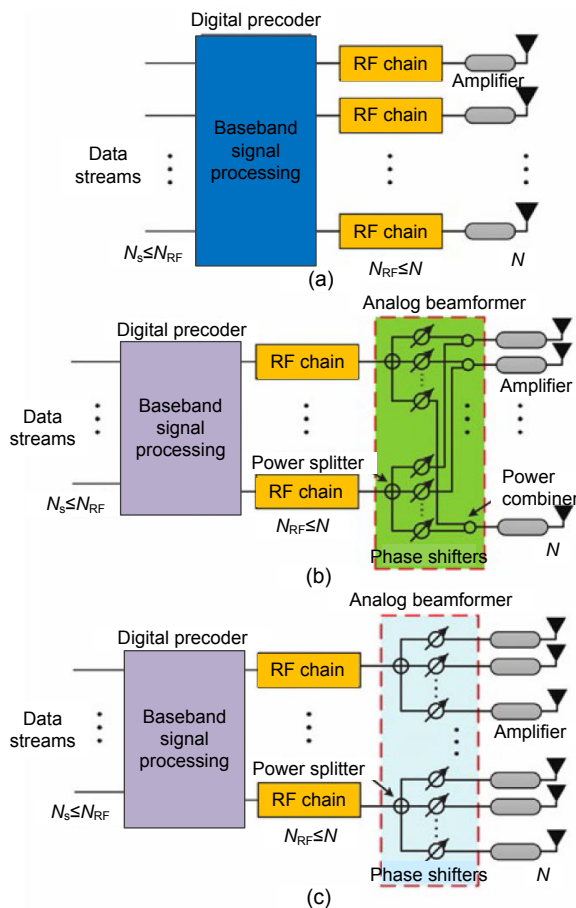 Digital precoder
RF chain
Amplifier
RF chain
Baseband
signal
processing
Data
streams
RF chain
Ns≤NRF
NRF≤N
N
(a)
Analog beamformer
Digital precoder
RF chain
Amplifier
Baseband
signal
processing
Data
streams
Power splitter
Power
combiner
RF chain
Ns≤NRF
NRF≤N
N
Phase shifters
(b)
Analog beamformer
Digital precoder
RF chain
Data
streams
Baseband
signal
processing
Amplifier
Power splitter
RF chain
Ns≤NRF
NRF≤N
N
Phase shifters
(c)